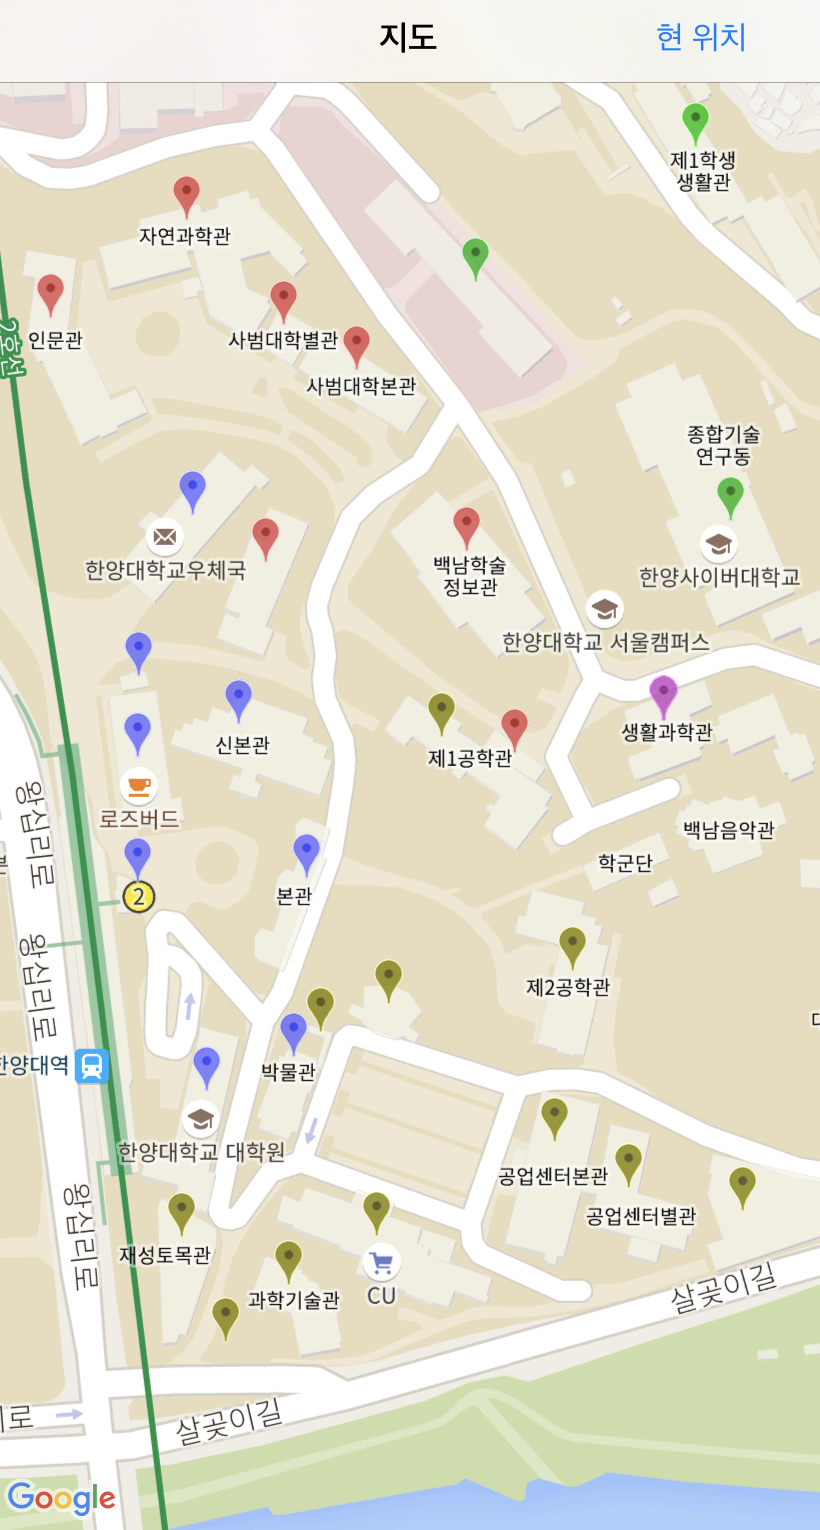 지도
현 위치
제1학생
생활관
자연과학관
2호선
인문관
사범대학별관
사범대학본관
종합기술
연구동
한양대학교우체국
백남학술
정보관
한양사이버대학교
한양대학교 서울캠퍼스
신본관
제1공학관
생활과학관
로즈버드
왕십리로
백남음악관
학군단
본관
2
왕십리로
제2공학관
한양대역
박물관
한양대학교 대학원
공업센터본관
왕십리로
공업센터별관
재성토목관
과학기술관
CU
살곶이길
살곶이길
Google